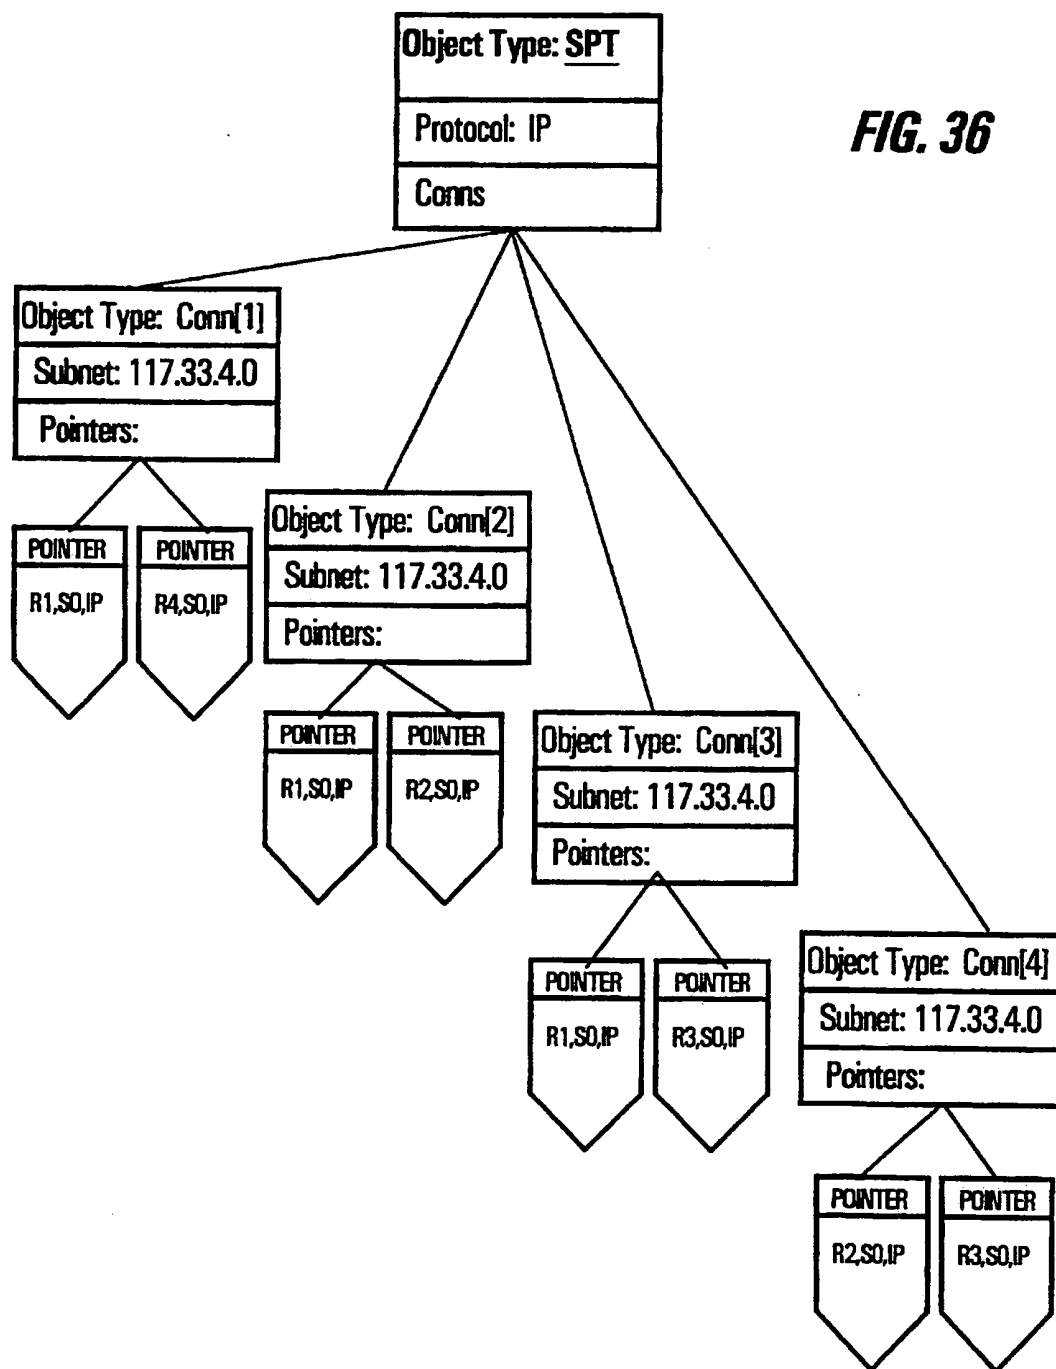 Object Type: SPT
Protocol: IP
Conns
FIG. 36
Object Type: Conn[1]
Subnet: 117.33.4.0
Pointers:
POINTER
R1,S0,IP
POINTER
R4,S0,IP
Object Type: Conn[2]
Subnet: 117.33.4.0
Pointers:
POINTER
R1,S0,IP
POINTER
R2,S0,IP
Object Type: Conn[3]
Subnet: 117.33.4.0
Pointers:
POINTER
R1,S0,IP
POINTER
R3,S0,IP
Object Type: Conn[4]
Subnet: 117.33.4.0
Pointers:
POINTER
R2,S0,IP
POINTER
R3,S0,IP